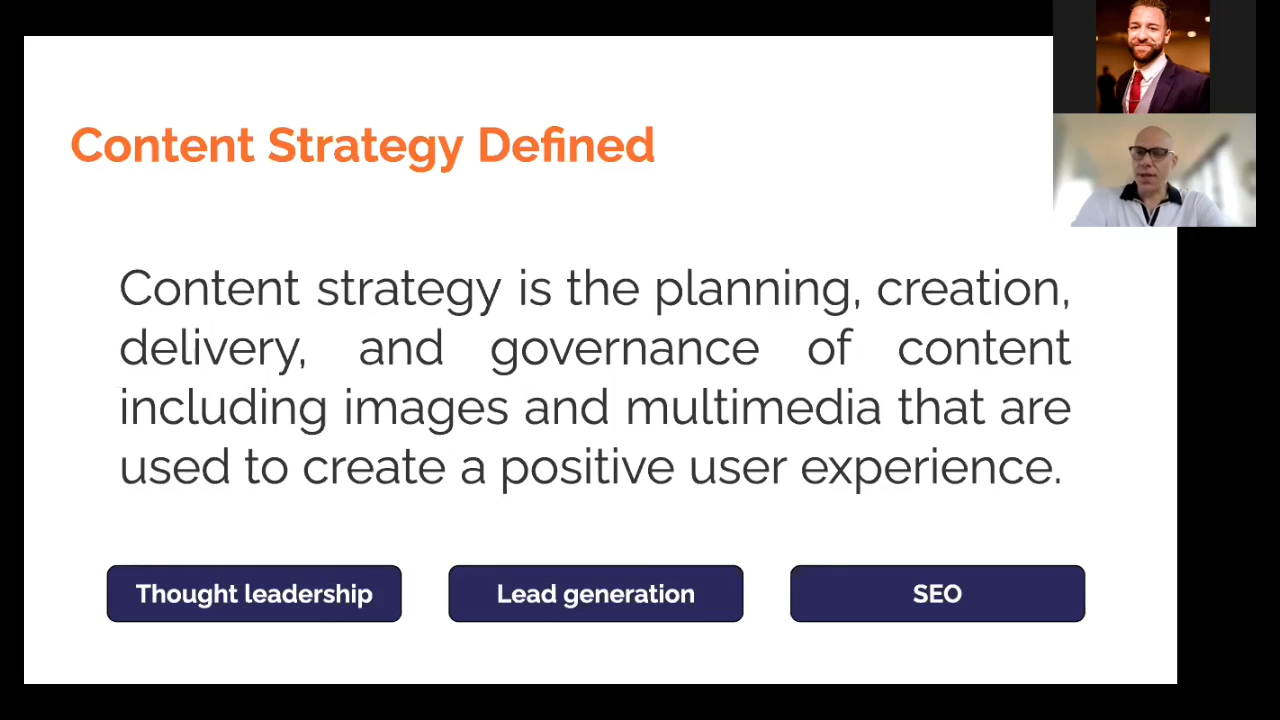 Content Strategy Defined
Content strategy is the planning, creation,
delivery, and governance of content
including images and multimedia that are
used to create a positive user experience.
Thought leadership
Lead generation
SEO